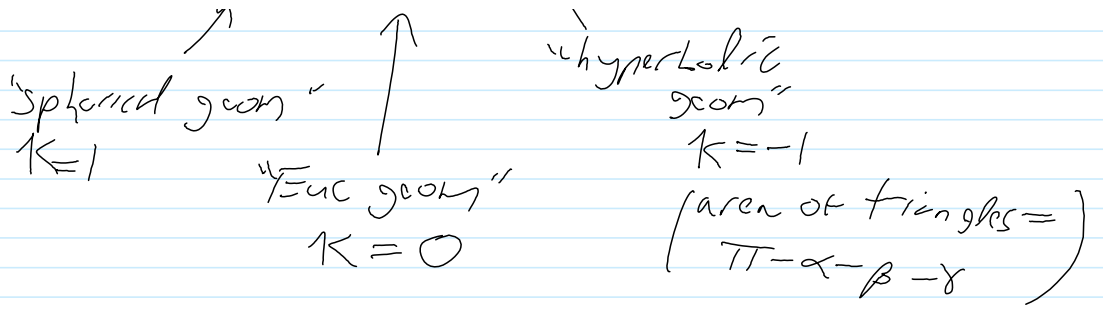 "spherical geom"
K=1
"Euc geom"
K=0
"hyperbolic
geom"
K=-1
(area of triangles=
π-α-β-γ)